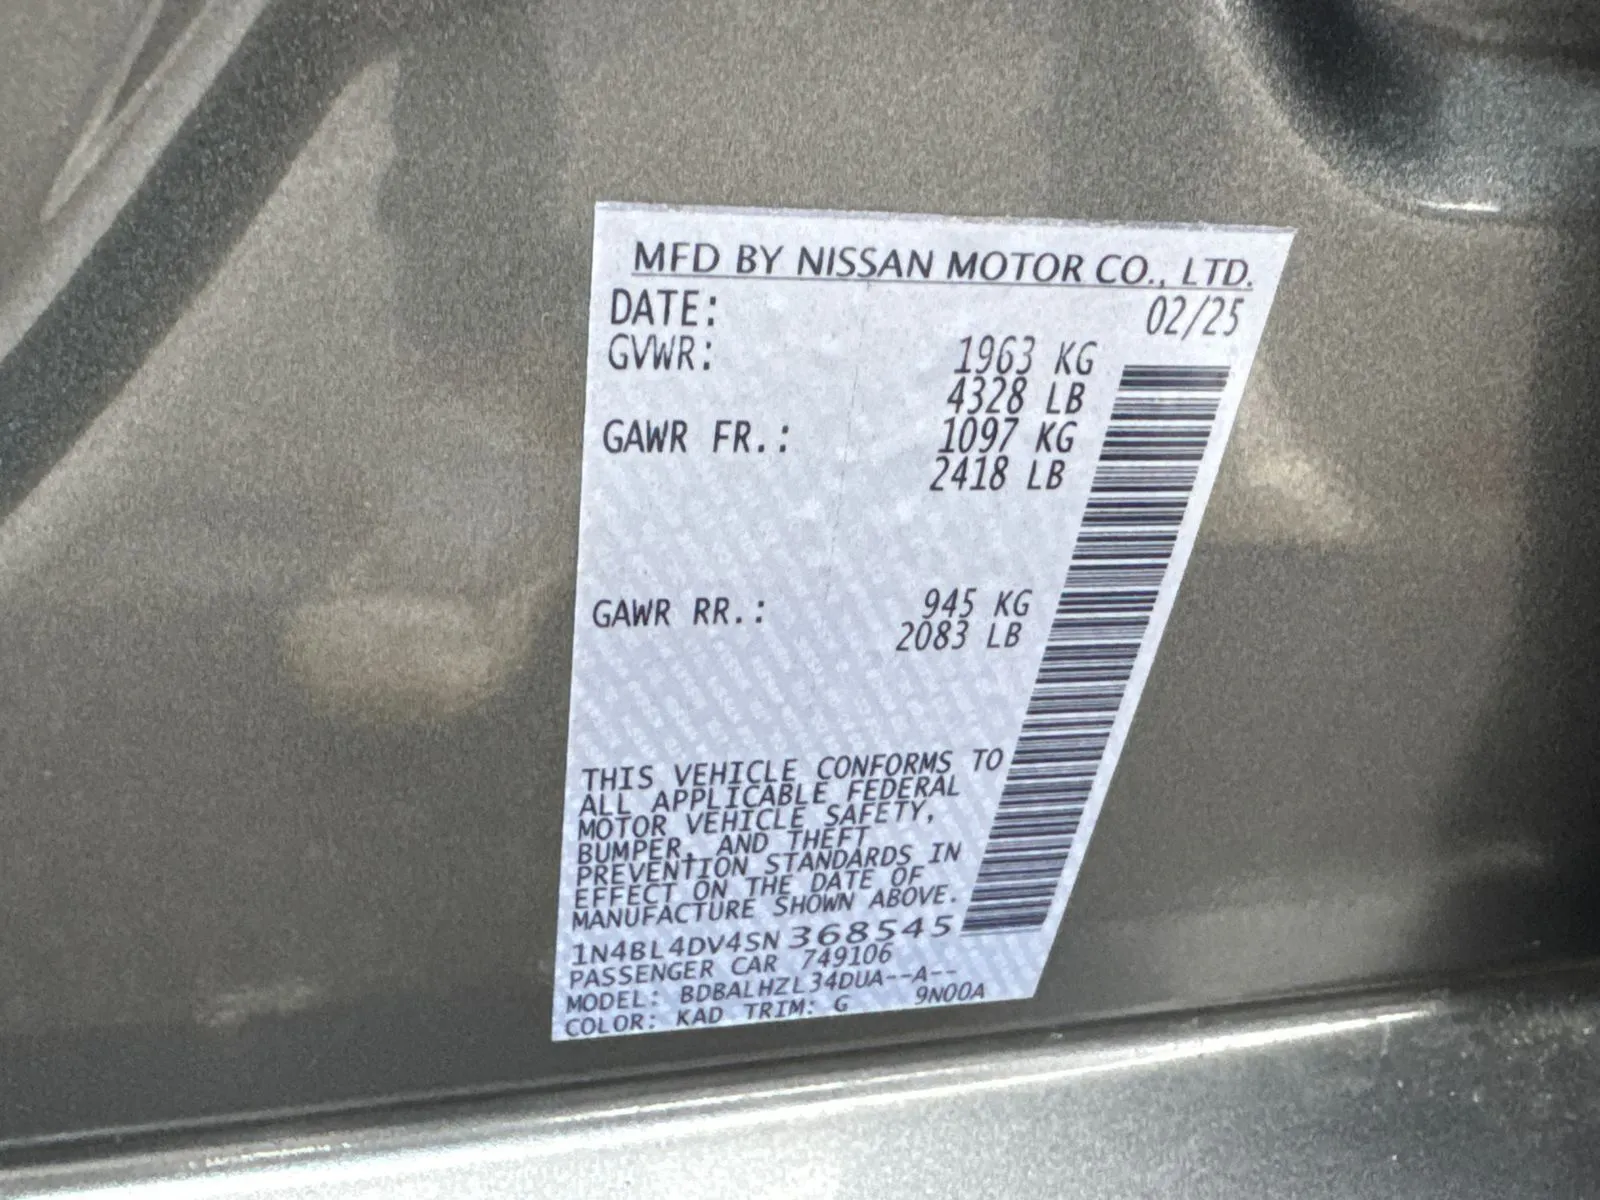 MFD BY NISSAN MOTOR CO., LTD.
DATE: 02/25
GVWR: 1963 KG
4328 LB
GAWR FR.: 1097 KG
2418 LB
GAWR RR.: 945 KG
2083 LB
THIS VEHICLE CONFORMS TO
ALL APPLICABLE FEDERAL
MOTOR VEHICLE SAFETY,
BUMPER, AND THEFT
PREVENTION STANDARDS IN
EFFECT ON THE DATE OF
MANUFACTURE SHOWN ABOVE.
1N4BL4DV4SN368545
PASSENGER CAR 749106
MODEL: BDBALHZL34DUA--A--
COLOR: KAD TRIM: G 9N00A